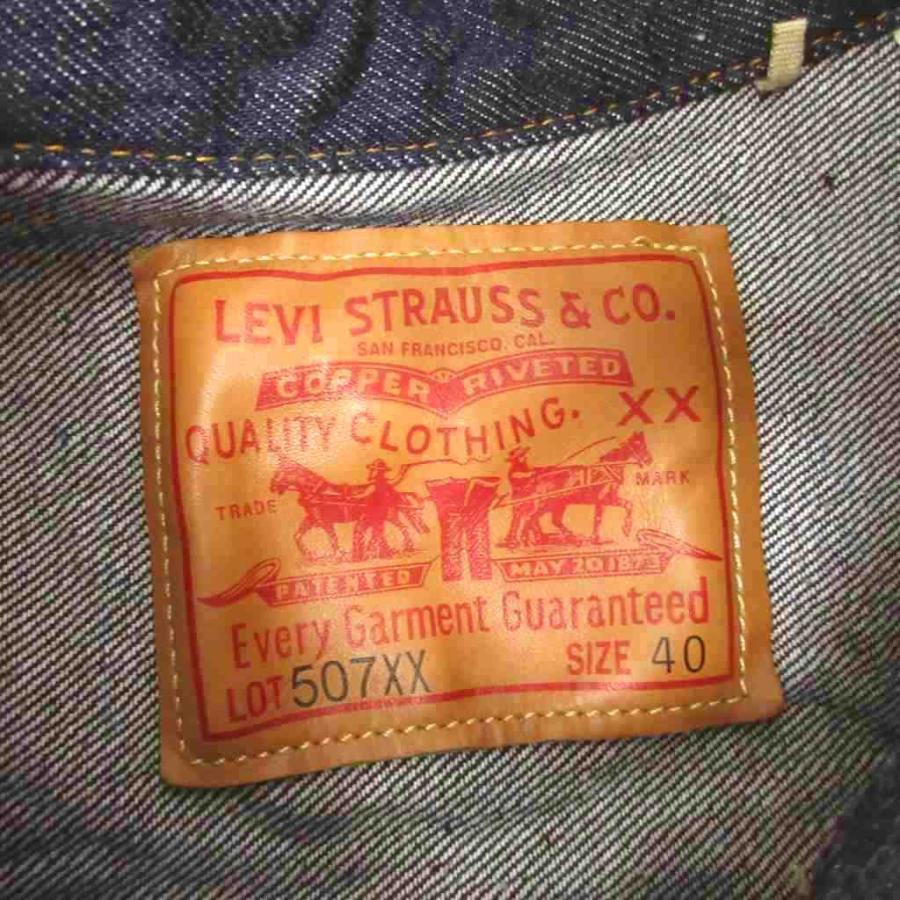 LEVI STRAUSS & CO.
SAN FRANCISCO, CAL.
COPPER RIVETED
QUALITY CLOTHING. XX
TRADE MARK
PATENTED MAY 20 1873
Every Garment Guaranteed
LOT 507XX SIZE 40